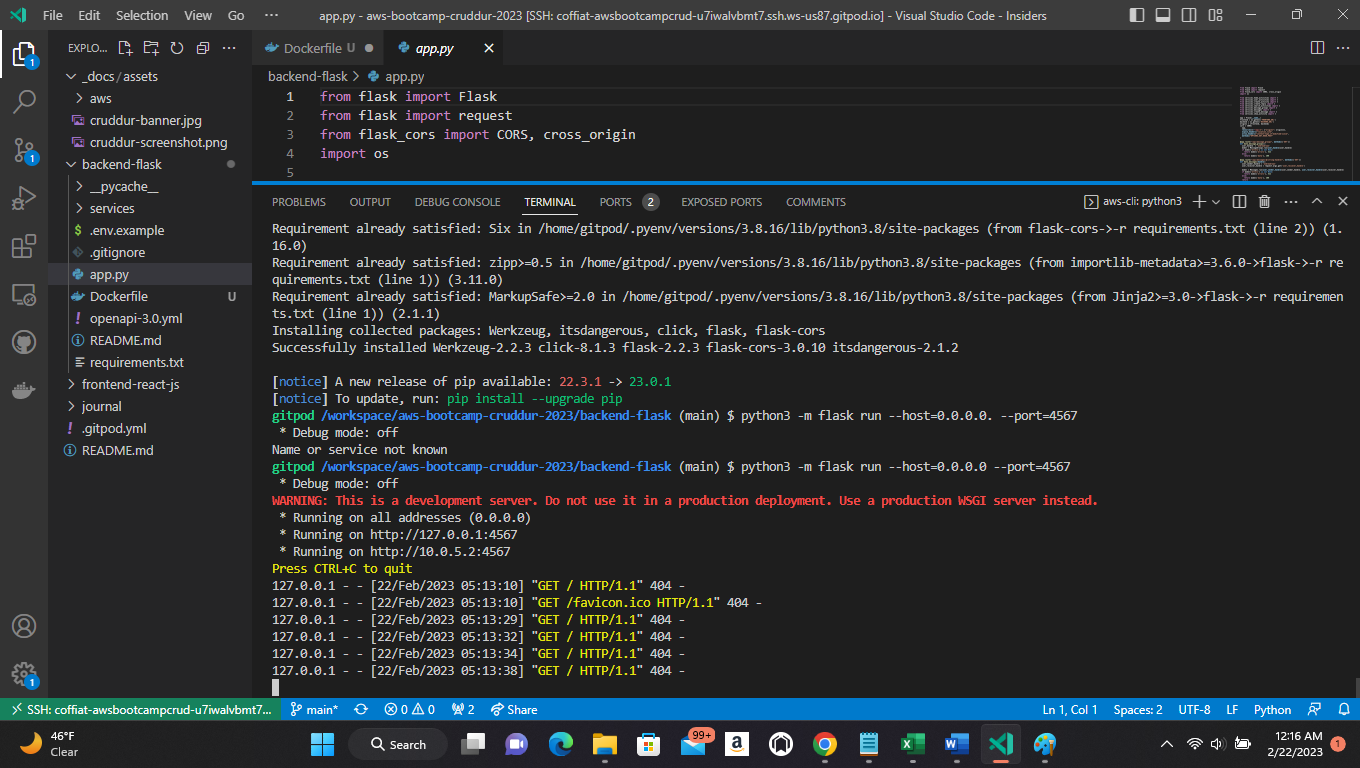 File Edit Selection View Go ··· app.py - aws-bootcamp-cruddur-2023 [SSH: coffiat-awsbootcampcrud-u7iwalvbmt7.ssh.ws-us87.gitpod.io] - Visual Studio Code - Insiders
EXPLO... ···
Dockerfile U
app.py
1
_docs / assets
aws
cruddur-banner.jpg
cruddur-screenshot.png
backend-flask
__pycache__
services
.env.example
.gitignore
app.py
Dockerfile U
openapi-3.0.yml
README.md
requirements.txt
frontend-react-js
journal
.gitpod.yml
README.md
1
1
backend-flask > app.py
1 from flask import Flask
2 from flask import request
3 from flask_cors import CORS, cross_origin
4 import os
5
PROBLEMS OUTPUT DEBUG CONSOLE TERMINAL PORTS 2 EXPOSED PORTS COMMENTS aws-cli: python3
Requirement already satisfied: Six in /home/gitpod/.pyenv/versions/3.8.16/lib/python3.8/site-packages (from flask-cors->-r requirements.txt (line 2)) (1.
16.0)
Requirement already satisfied: zipp>=0.5 in /home/gitpod/.pyenv/versions/3.8.16/lib/python3.8/site-packages (from importlib-metadata>=3.6.0->flask->-r re
quirements.txt (line 1)) (3.11.0)
Requirement already satisfied: MarkupSafe>=2.0 in /home/gitpod/.pyenv/versions/3.8.16/lib/python3.8/site-packages (from Jinja2>=3.0->flask->-r requiremen
ts.txt (line 1)) (2.1.1)
Installing collected packages: Werkzeug, itsdangerous, click, flask, flask-cors
Successfully installed Werkzeug-2.2.3 click-8.1.3 flask-2.2.3 flask-cors-3.0.10 itsdangerous-2.1.2
[notice] A new release of pip available: 22.3.1 -> 23.0.1
[notice] To update, run: pip install --upgrade pip
gitpod /workspace/aws-bootcamp-cruddur-2023/backend-flask (main) $ python3 -m flask run --host=0.0.0.0. --port=4567
* Debug mode: off
Name or service not known
gitpod /workspace/aws-bootcamp-cruddur-2023/backend-flask (main) $ python3 -m flask run --host=0.0.0.0 --port=4567
* Debug mode: off
WARNING: This is a development server. Do not use it in a production deployment. Use a production WSGI server instead.
* Running on all addresses (0.0.0.0)
* Running on http://127.0.0.1:4567
* Running on http://10.0.5.2:4567
Press CTRL+C to quit
127.0.0.1 - - [22/Feb/2023 05:13:10] "GET / HTTP/1.1" 404 -
127.0.0.1 - - [22/Feb/2023 05:13:10] "GET /favicon.ico HTTP/1.1" 404 -
127.0.0.1 - - [22/Feb/2023 05:13:29] "GET / HTTP/1.1" 404 -
127.0.0.1 - - [22/Feb/2023 05:13:32] "GET / HTTP/1.1" 404 -
127.0.0.1 - - [22/Feb/2023 05:13:34] "GET / HTTP/1.1" 404 -
127.0.0.1 - - [22/Feb/2023 05:13:38] "GET / HTTP/1.1" 404 -
SSH: coffiat-awsbootcampcrud-u7iwalvbmt7... main* 0 0 2 Share Ln 1, Col 1 Spaces: 2 UTF-8 LF Python
46°F
Clear
Search
99+
12:16 AM
2/22/2023
1